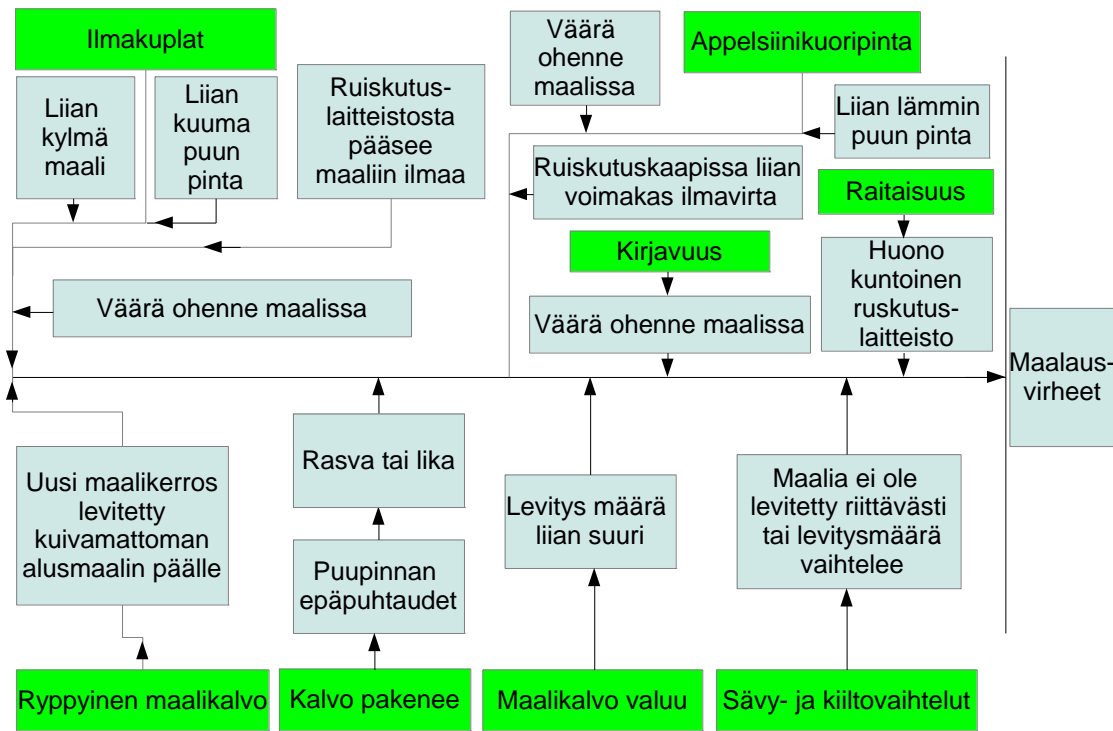 Ilmakuplat
Liian
kylmä
maali
Liian
kuuma
puun
pinta
Ruiskutus-
laitteistosta
pääsee
maaliin ilmaa
Väärä ohenne maalissa
Väärä
ohenne
maalissa
Appelsiinikuoripinta
Liian lämmin
puun pinta
Ruiskutuskaapissa liian
voimakas ilmavirta
Raitaisuus
Kirjavuus
Huono
kuntoinen
ruskutus-
laitteisto
Väärä ohenne maalissa
Maalaus-
virheet
Uusi maalikerros
levitetty
kuivamattoman
alusmaalin päälle
Rasva tai lika
Puupinnan
epäpuhtaudet
Levitys määrä
liian suuri
Maalia ei ole
levitetty riittävästi
tai levitysmäärä
vaihtelee
Ryppyinen maalikalvo
Kalvo pakenee
Maalikalvo valuu
Sävy- ja kiiltovaihtelut